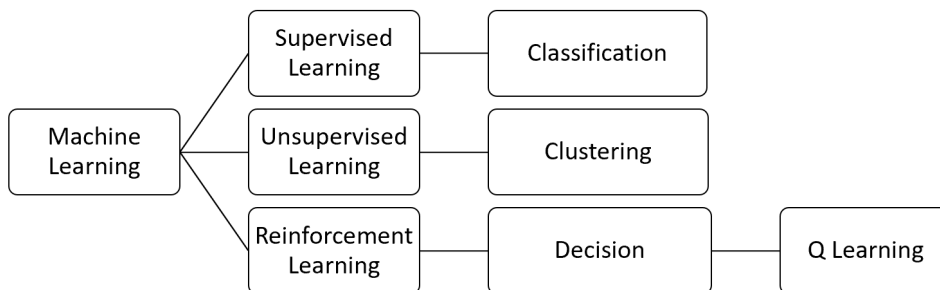 Supervised
Learning
Classification
Machine
Learning
Unsupervised
Learning
Clustering
Reinforcement
Learning
Decision
Q Learning